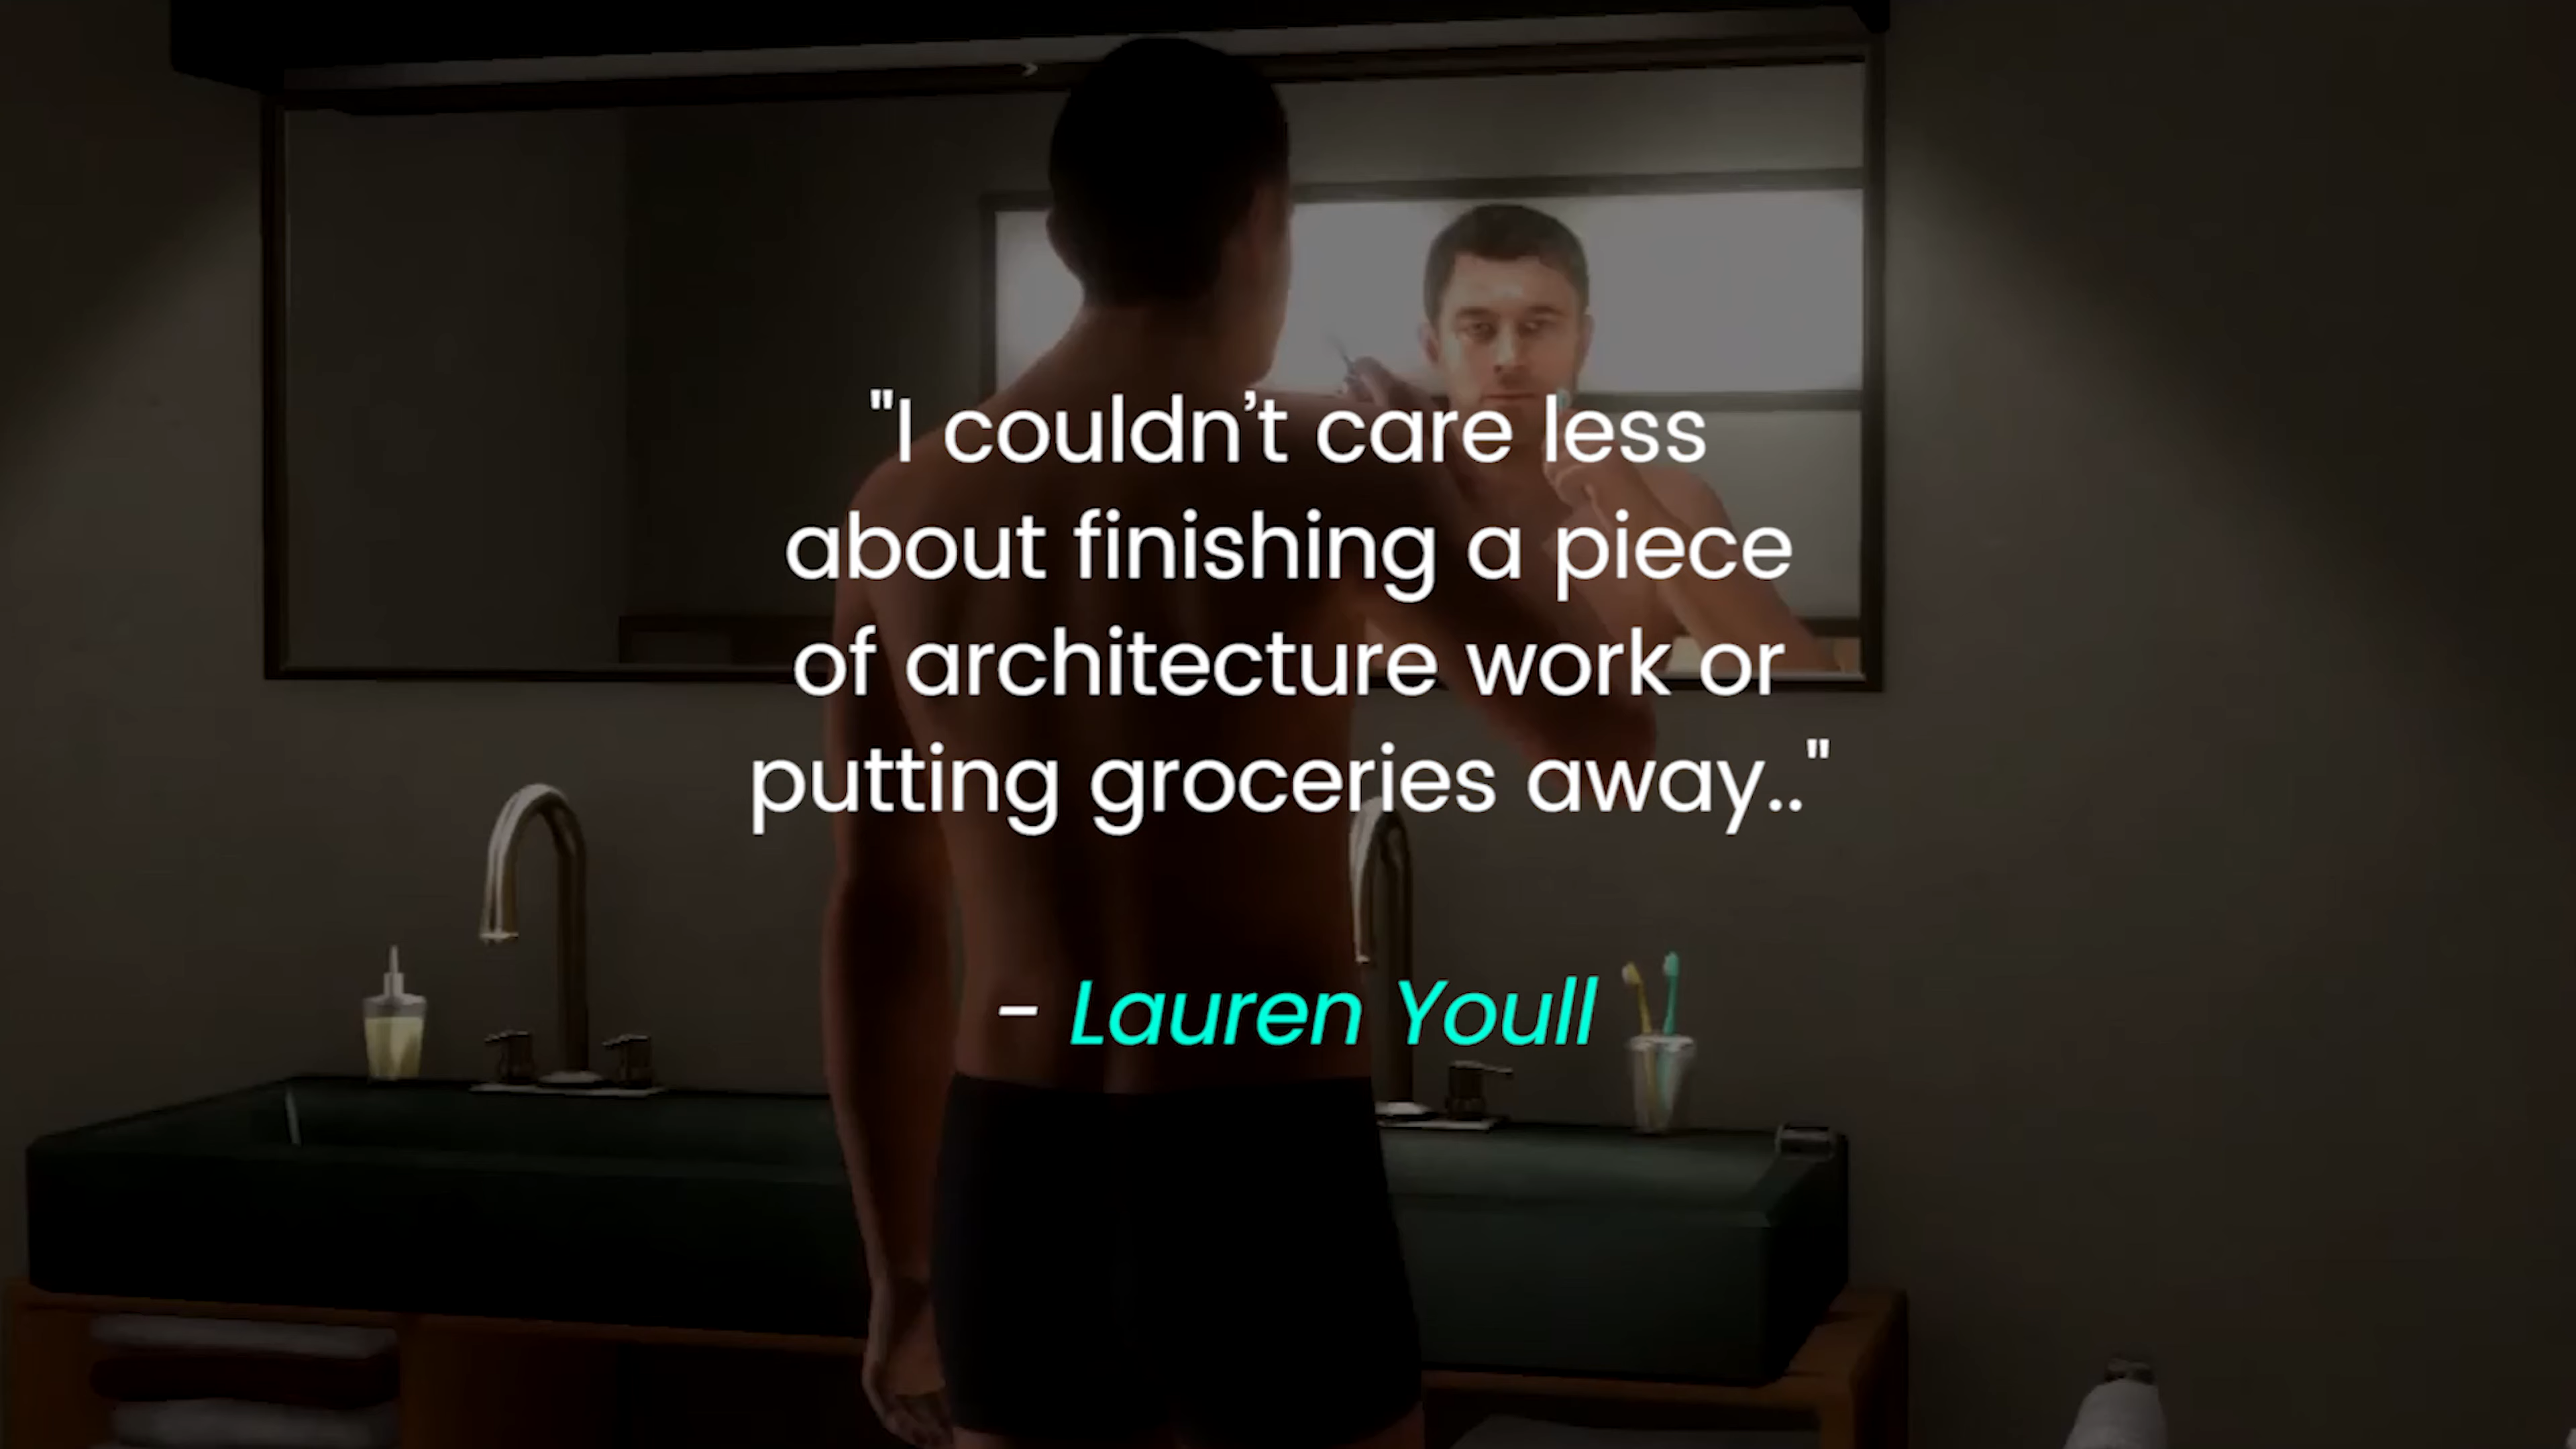 "I couldn’t care less
about finishing a piece
of architecture work or
putting groceries away.."
- Lauren Youll